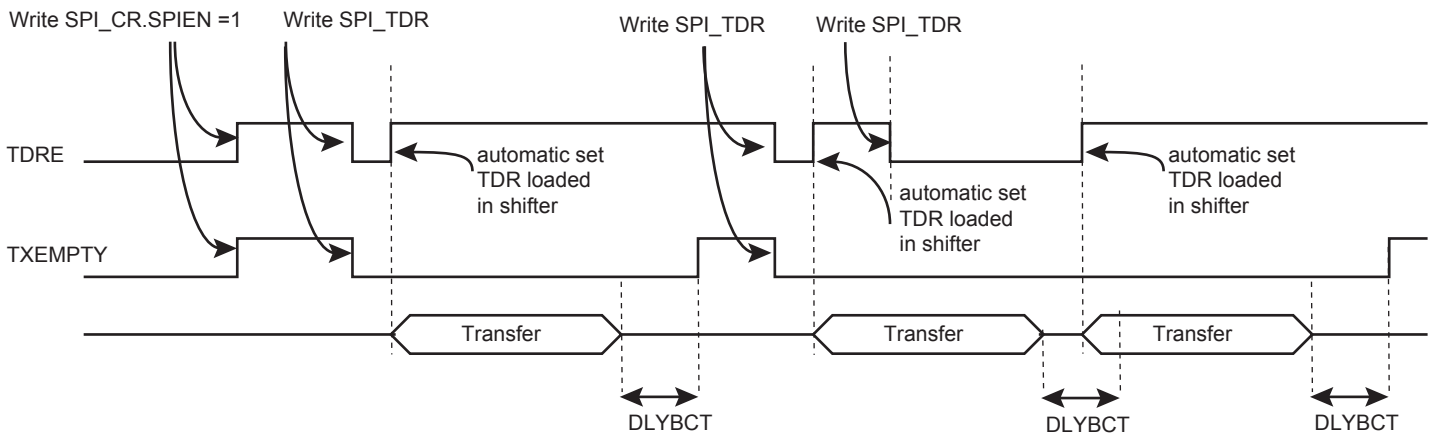 Write SPI_CR.SPIEN =1
Write SPI_TDR
Write SPI_TDR
Write SPI_TDR
TDRE
automatic set
TDR loaded
in shifter
automatic set
TDR loaded
in shifter
automatic set
TDR loaded
in shifter
TXEMPTY
Transfer
Transfer
Transfer
DLYBCT
DLYBCT
DLYBCT